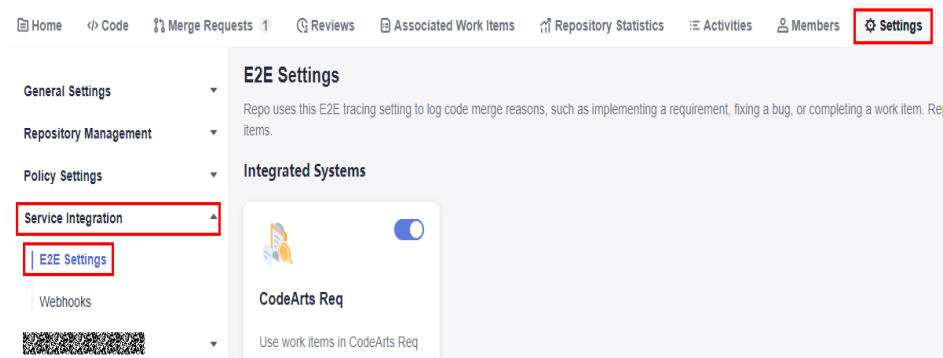 Home Code Merge Requests 1 Reviews Associated Work Items Repository Statistics Activities Members Settings
General Settings
Repository Management
Policy Settings
Service Integration
E2E Settings
Webhooks
E2E Settings
Repo uses this E2E tracing setting to log code merge reasons, such as implementing a requirement, fixing a bug, or completing a work item.
items.
Integrated Systems
CodeArts Req
Use work items in CodeArts Req